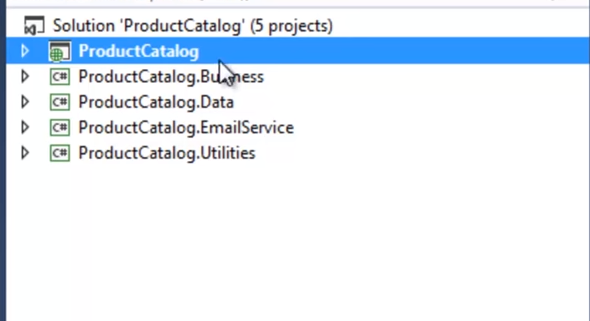 Solution 'ProductCatalog' (5 projects)
ProductCatalog
C# ProductCatalog.Business
C# ProductCatalog.Data
C# ProductCatalog.EmailService
C# ProductCatalog.Utilities